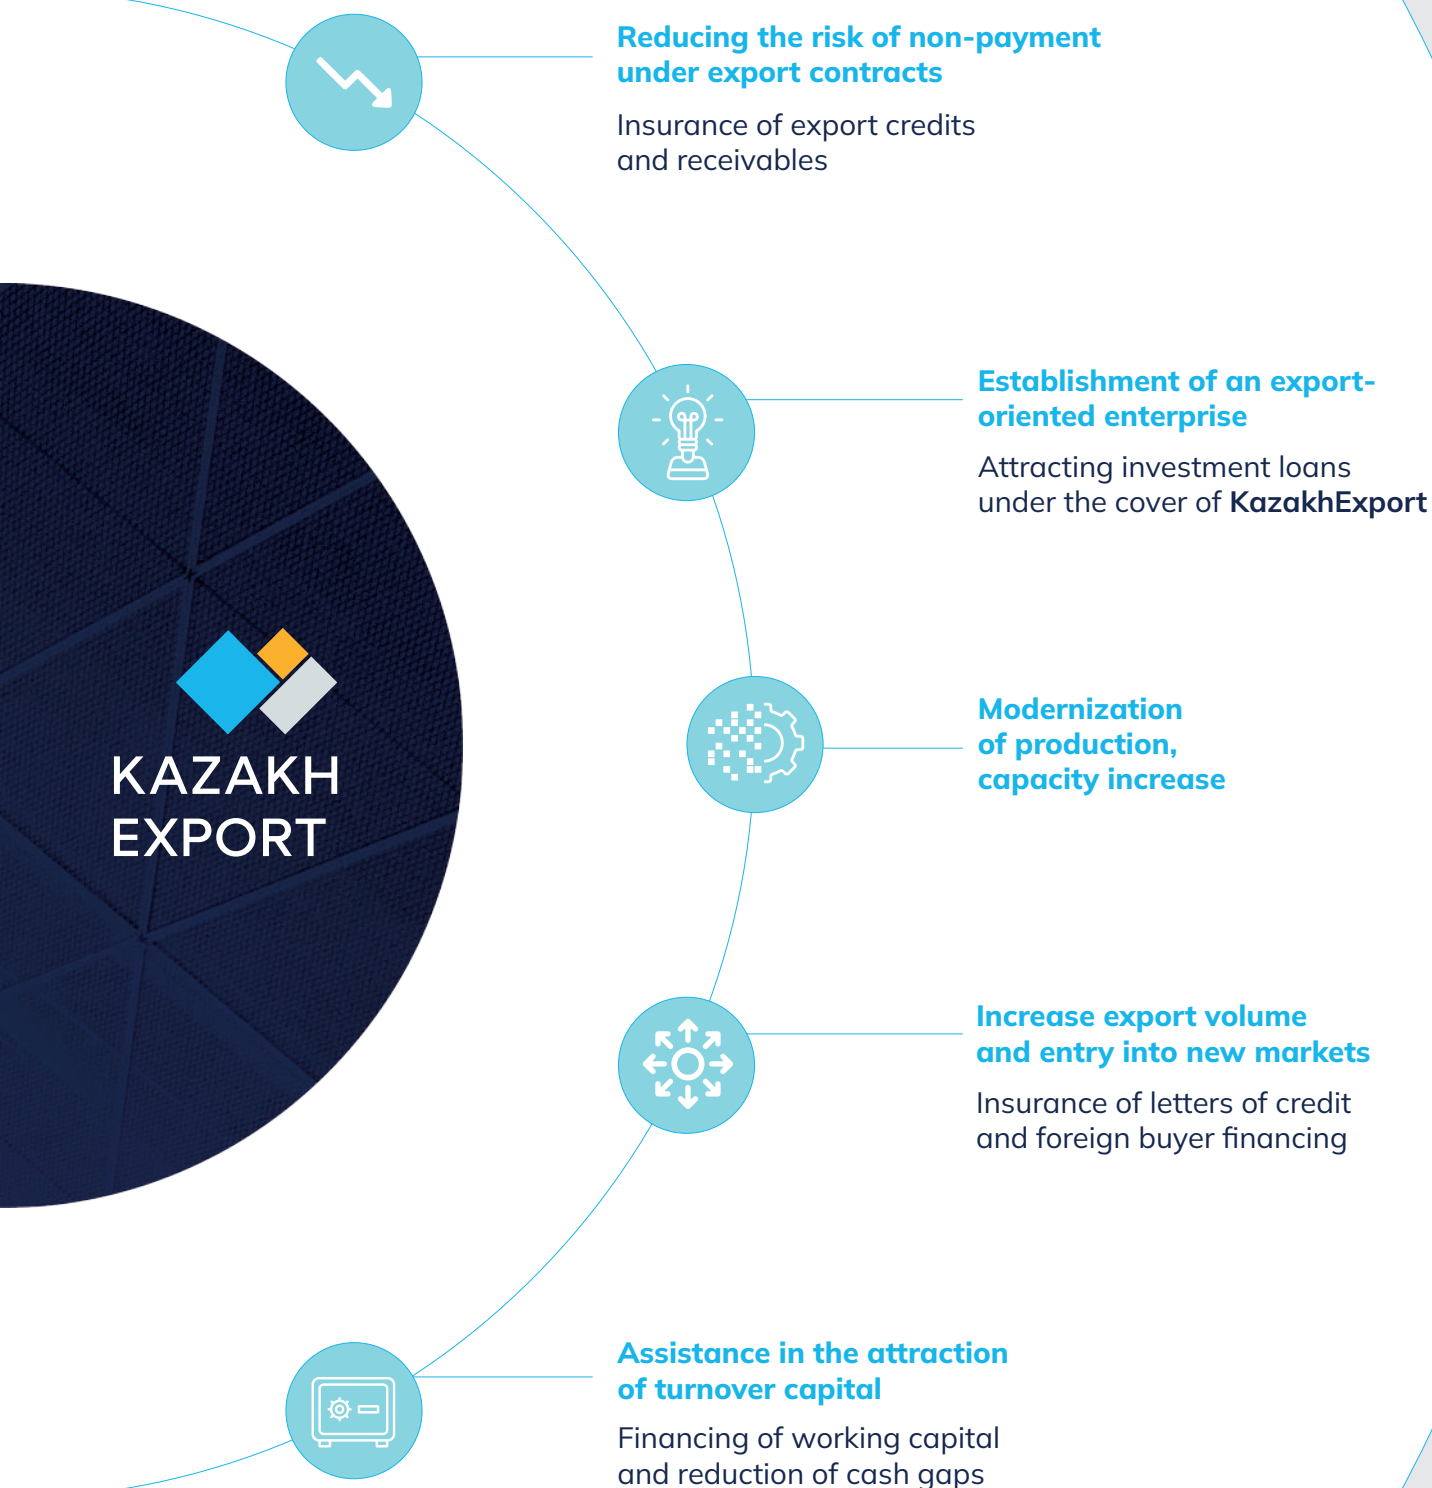 Reducing the risk of non-payment
under export contracts
Insurance of export credits
and receivables
Establishment of an export-
oriented enterprise
Attracting investment loans
under the cover of KazakhExport
KAZAKH
EXPORT
Modernization
of production,
capacity increase
Increase export volume
and entry into new markets
Insurance of letters of credit
and foreign buyer financing
Assistance in the attraction
of turnover capital
Financing of working capital
and reduction of cash gaps